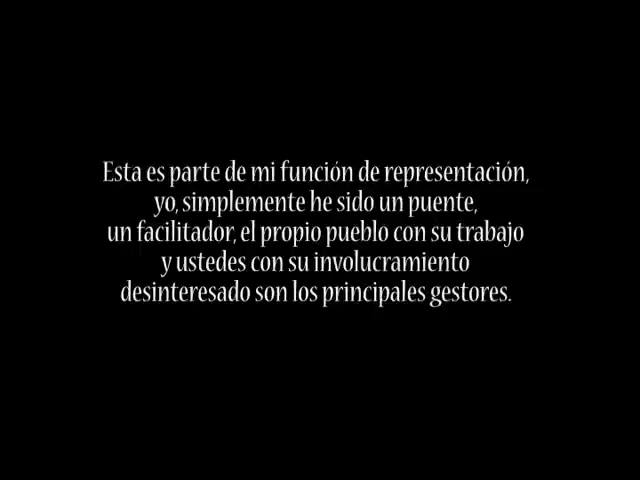 Esta es parte de mi función de representación,
yo, simplemente he sido un puente,
un facilitador, el propio pueblo con su trabajo
y ustedes con su involucramiento
desinteresado son los principales gestores.